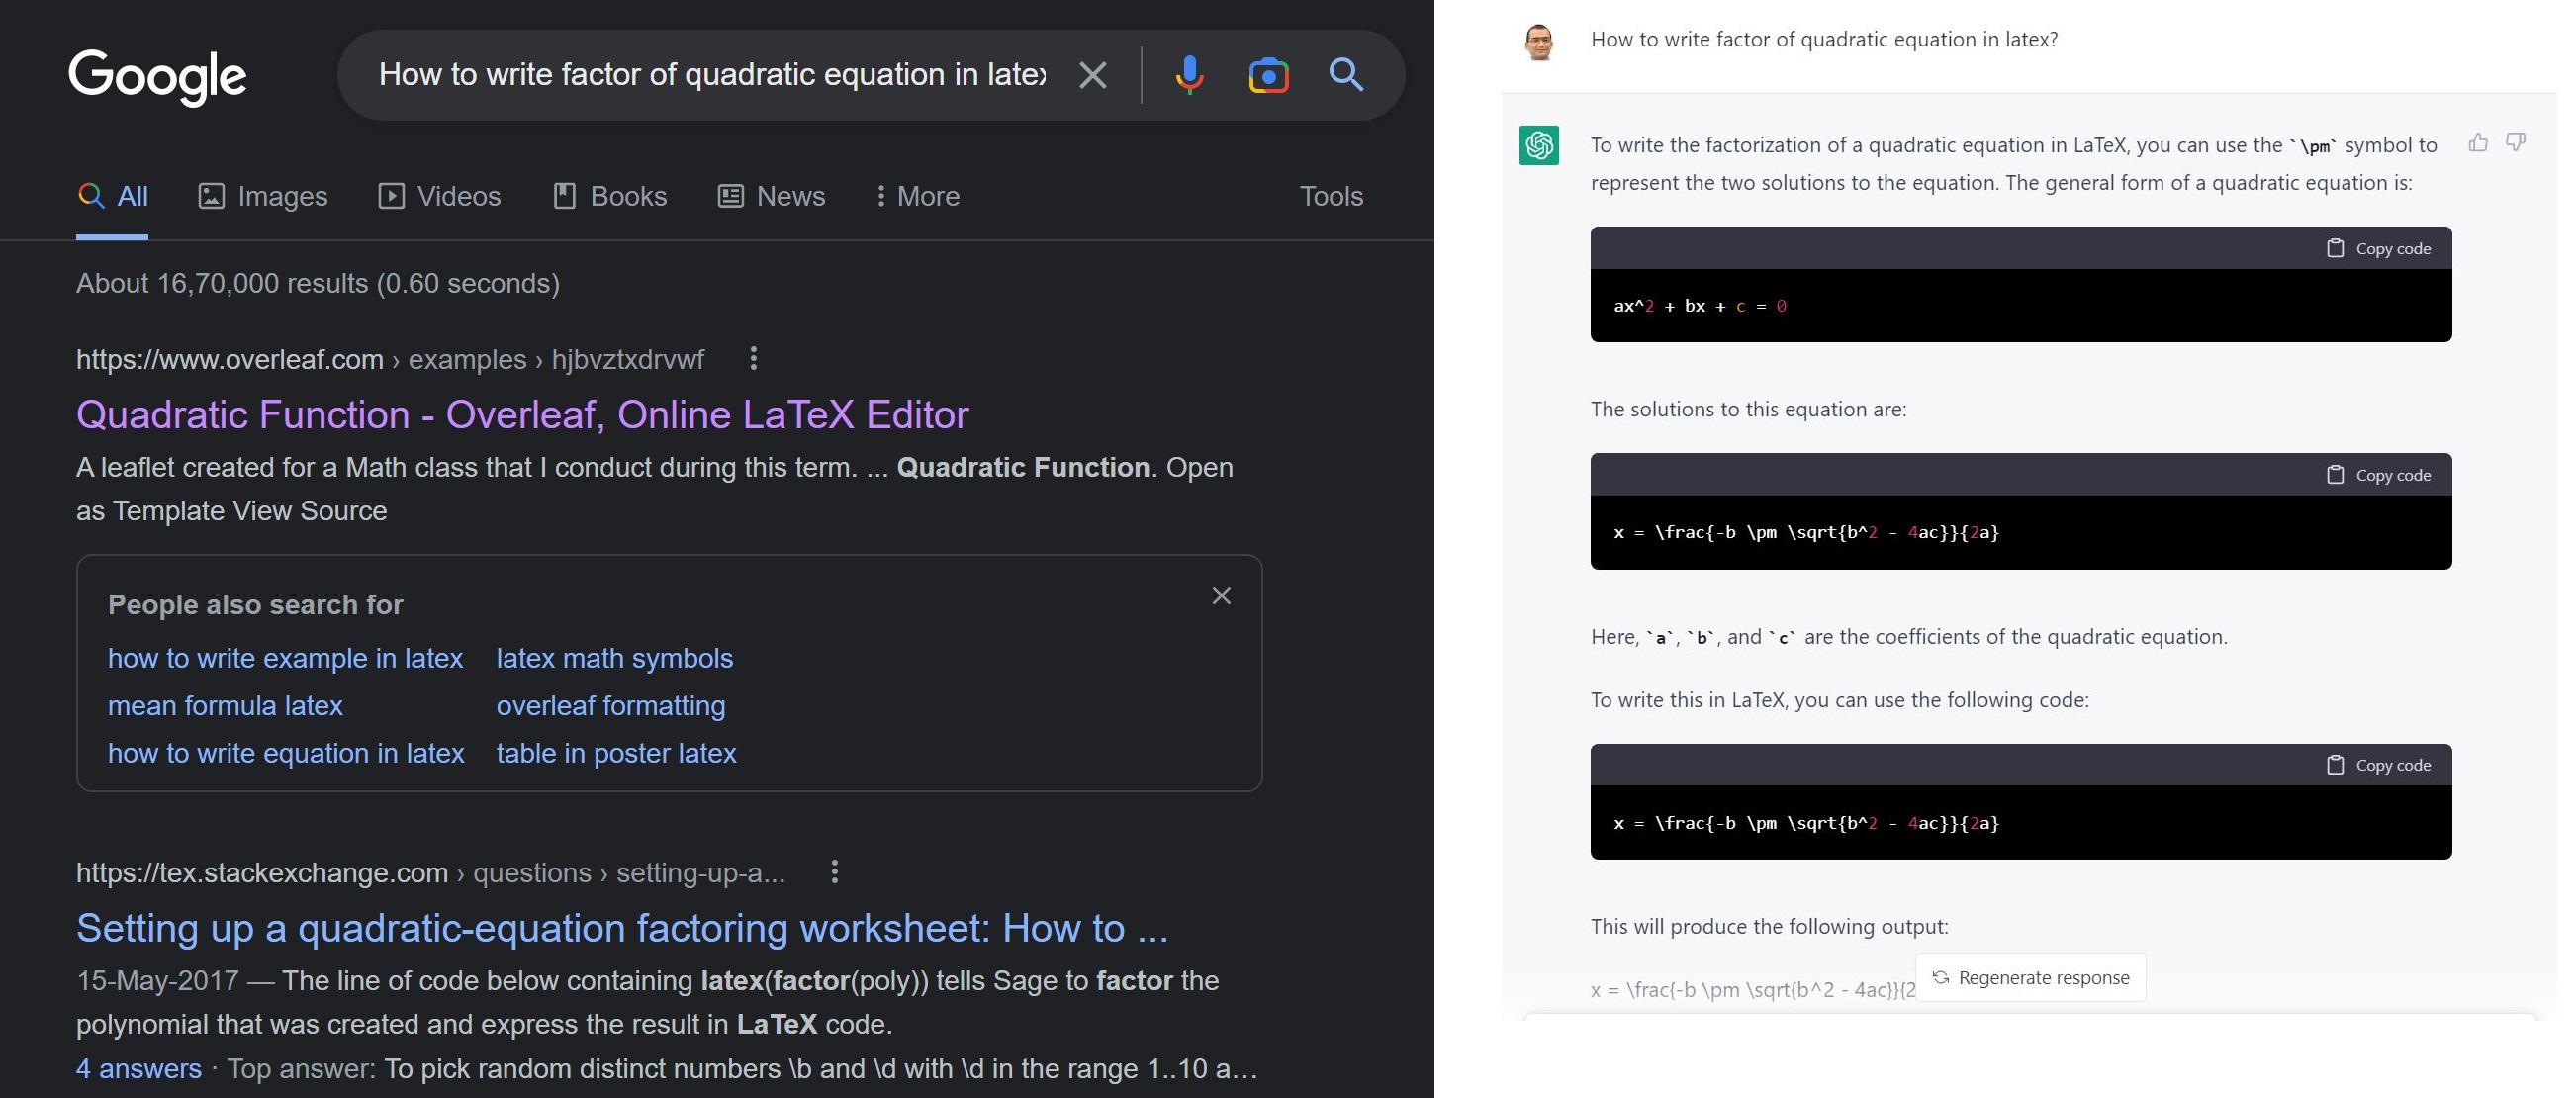 Google
How to write factor of quadratic equation in latex
All
Images
Videos
Books
News
More
Tools
About 16,70,000 results (0.60 seconds)
https://www.overleaf.com › examples › hjbvztxdrvwf
Quadratic Function - Overleaf, Online LaTeX Editor
A leaflet created for a Math class that I conduct during this term. ... Quadratic Function. Open
as Template View Source
People also search for
how to write example in latex
latex math symbols
mean formula latex
overleaf formatting
how to write equation in latex
table in poster latex
https://tex.stackexchange.com › questions › setting-up-a...
Setting up a quadratic-equation factoring worksheet: How to ...
15-May-2017 — The line of code below containing latex(factor(poly)) tells Sage to factor the
polynomial that was created and express the result in LaTeX code.
4 answers · Top answer: To pick random distinct numbers \b and \d with \d in the range 1..10 a...
How to write factor of quadratic equation in latex?
To write the factorization of a quadratic equation in LaTeX, you can use the `\\pm` symbol to
represent the two solutions to the equation. The general form of a quadratic equation is:
Copy code
ax^2 + bx + c = 0
The solutions to this equation are:
Copy code
x = \frac{-b \pm \sqrt{b^2 - 4ac}}{2a}
Here, `a`, `b`, and `c` are the coefficients of the quadratic equation.
To write this in LaTeX, you can use the following code:
Copy code
x = \frac{-b \pm \sqrt{b^2 - 4ac}}{2a}
This will produce the following output:
x = \frac{-b \pm \sqrt{b^2 - 4ac}}{2
Regenerate response